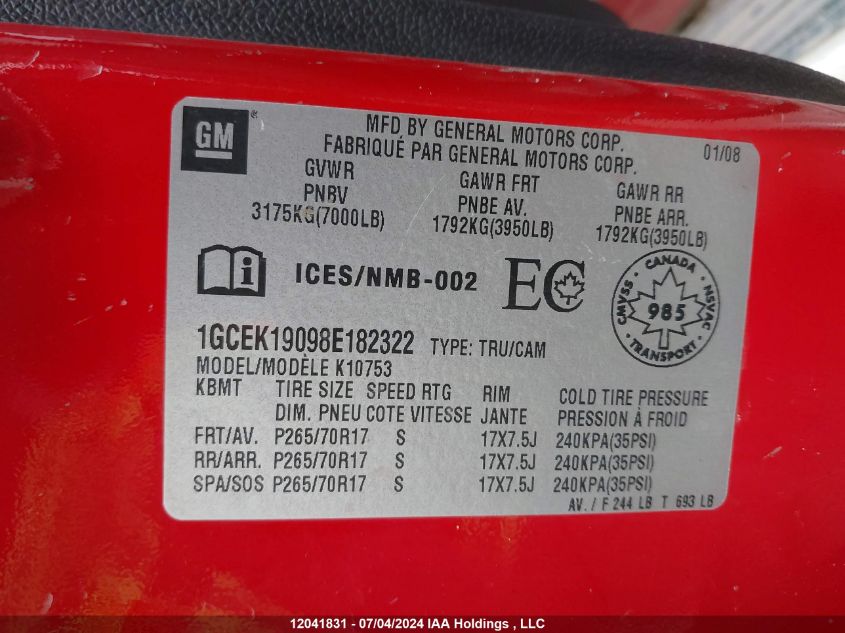 GM ®
MFD BY GENERAL MOTORS CORP.
FABRIQUÉ PAR GENERAL MOTORS CORP.
01/08
GVWR GAWR FRT GAWR RR
PNBV PNBE AV. PNBE ARR.
3175KG(7000LB) 1792KG(3950LB) 1792KG(3950LB)
i ICES/NMB-002 EC
CANADA
CMVSS 985 NSVAC
TRANSPORT
1GCEK19098E182322 TYPE: TRU/CAM
MODEL/MODÈLE K10753
KBMT TIRE SIZE SPEED RTG RIM COLD TIRE PRESSURE
DIM. PNEU COTE VITESSE JANTE PRESSION À FROID
FRT/AV. P265/70R17 S 17X7.5J 240KPA(35PSI)
RR/ARR. P265/70R17 S 17X7.5J 240KPA(35PSI)
SPA/SOS P265/70R17 S 17X7.5J 240KPA(35PSI)
AV. / F 244 LB T 693 LB
12041831 - 07/04/2024 IAA Holdings , LLC